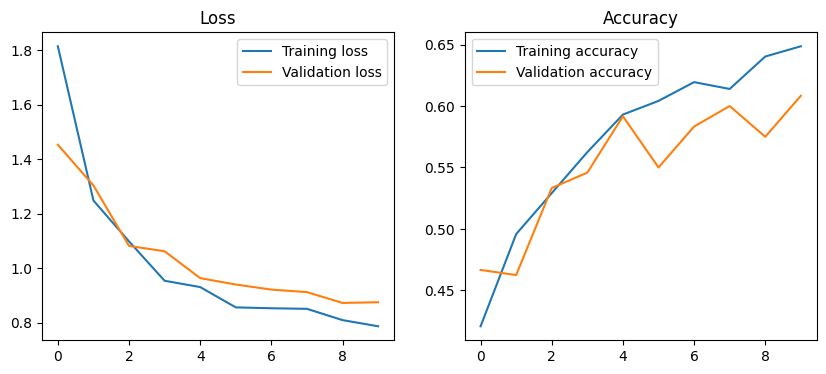 Loss
1.8
1.6
1.4
1.2
1.0
0.8
0 2 4 6 8
Training loss
Validation loss
Accuracy
0.65
0.60
0.55
0.50
0.45
0 2 4 6 8
Training accuracy
Validation accuracy